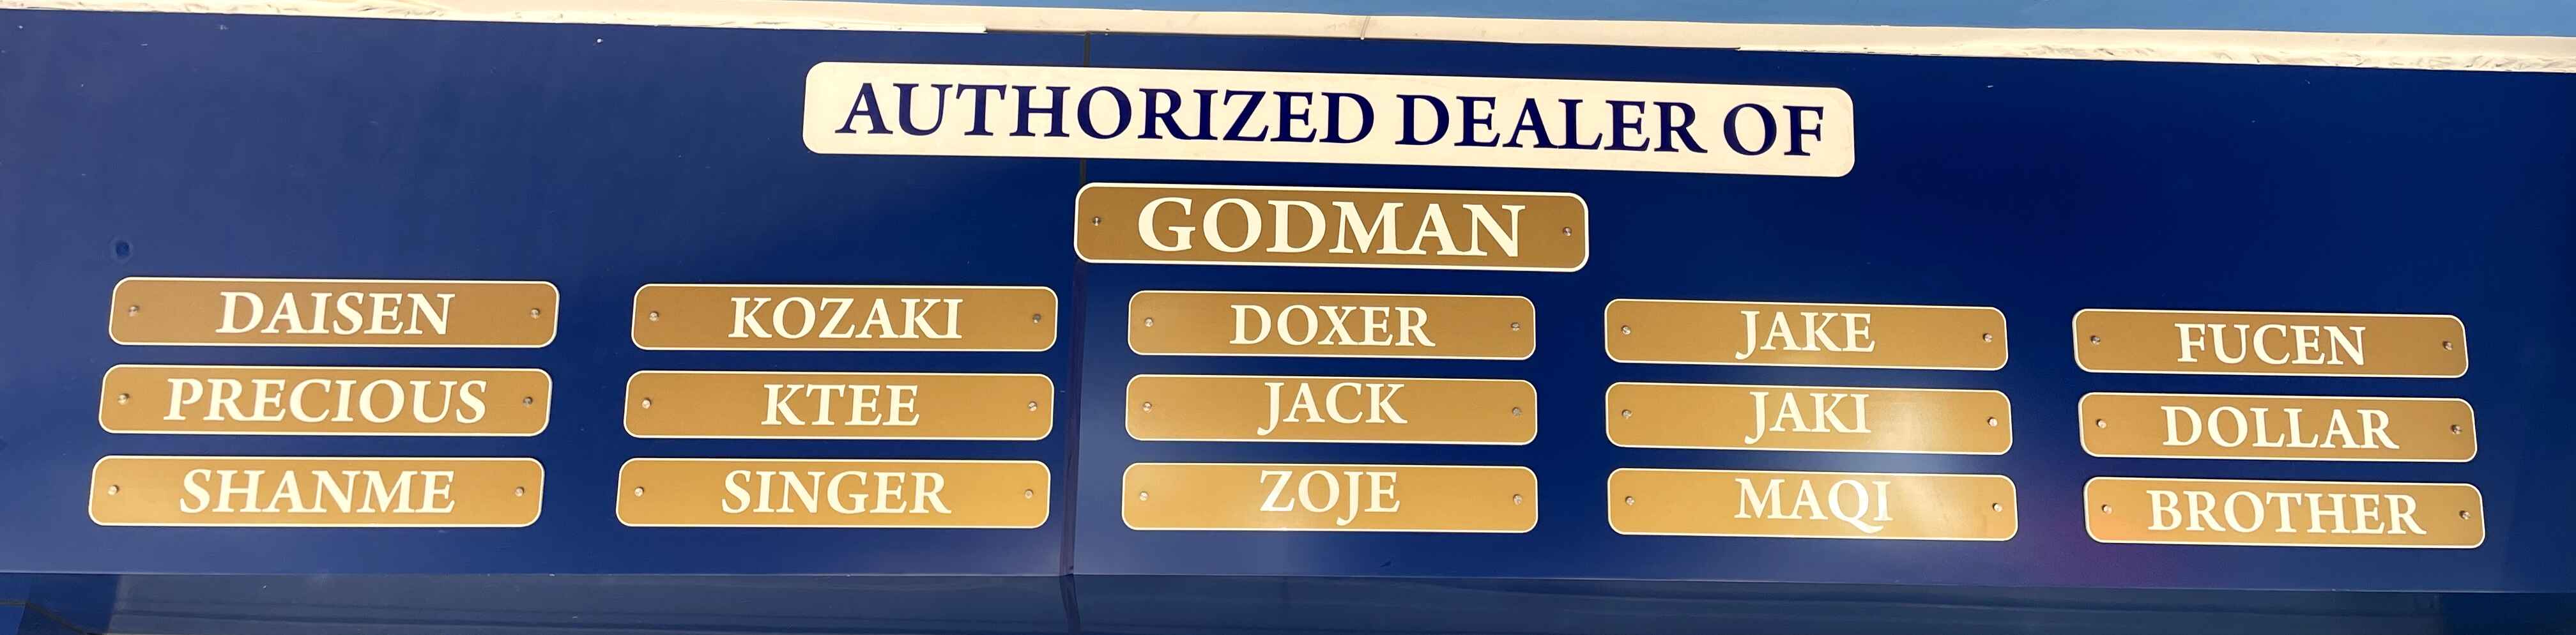 AUTHORIZED DEALER OF
GODMAN
DAISEN KOZAKI DOXER JAKE FUCEN
PRECIOUS KTEE JACK JAKI DOLLAR
SHANME SINGER ZOJE MAQI BROTHER